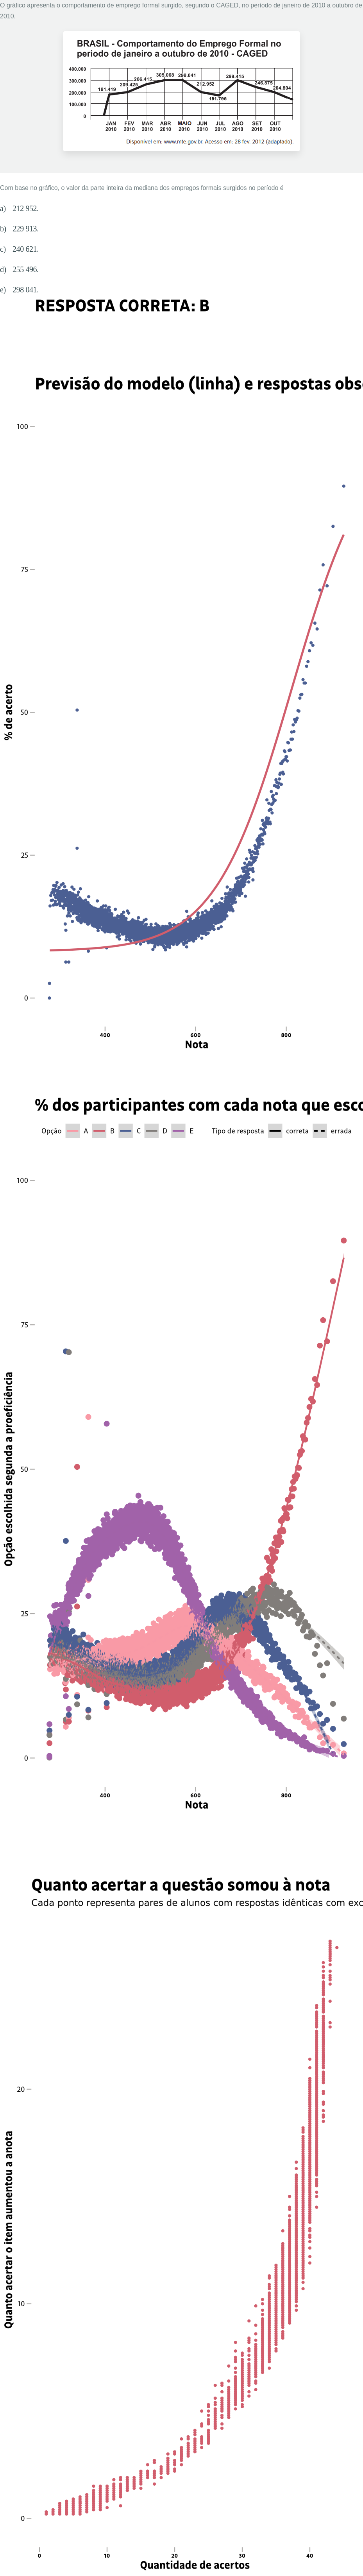 O gráfico apresenta o comportamento de emprego formal surgido, segundo o CAGED, no período de janeiro de 2010 a outubro de
2010.
BRASIL - Comportamento do Emprego Formal no
periodo de janeiro a outubro de 2010 - CAGED
400.000
300.000
200.000
100.000
0
181.419
209.425
266.415
305.068
298.041
212.952
181.796
299.415
246.875
204.804
JAN FEV MAR ABR MAIO JUN JUL AGO SET OUT
2010 2010 2010 2010 2010 2010 2010 2010 2010 2010
Disponível em: www.mte.gov.br. Acesso em: 28 fev. 2012 (adaptado).
Com base no gráfico, o valor da parte inteira da mediana dos empregos formais surgidos no período é
a) 212 952.
b) 229 913.
c) 240 621.
d) 255 496.
e) 298 041.
RESPOSTA CORRETA: B
Previsão do modelo (linha) e respostas obs
100
75
50
25
0
% de acerto
400 600 800
Nota
% dos participantes com cada nota que esco
Opção A B C D E Tipo de resposta correta errada
100
75
50
25
0
Opção escolhida segunda a proeficiência
400 600 800
Nota
Quanto acertar a questão somou à nota
Cada ponto representa pares de alunos com respostas idênticas com exc
20
10
0
Quanto acertar o item aumentou a anota
0 10 20 30 40
Quantidade de acertos